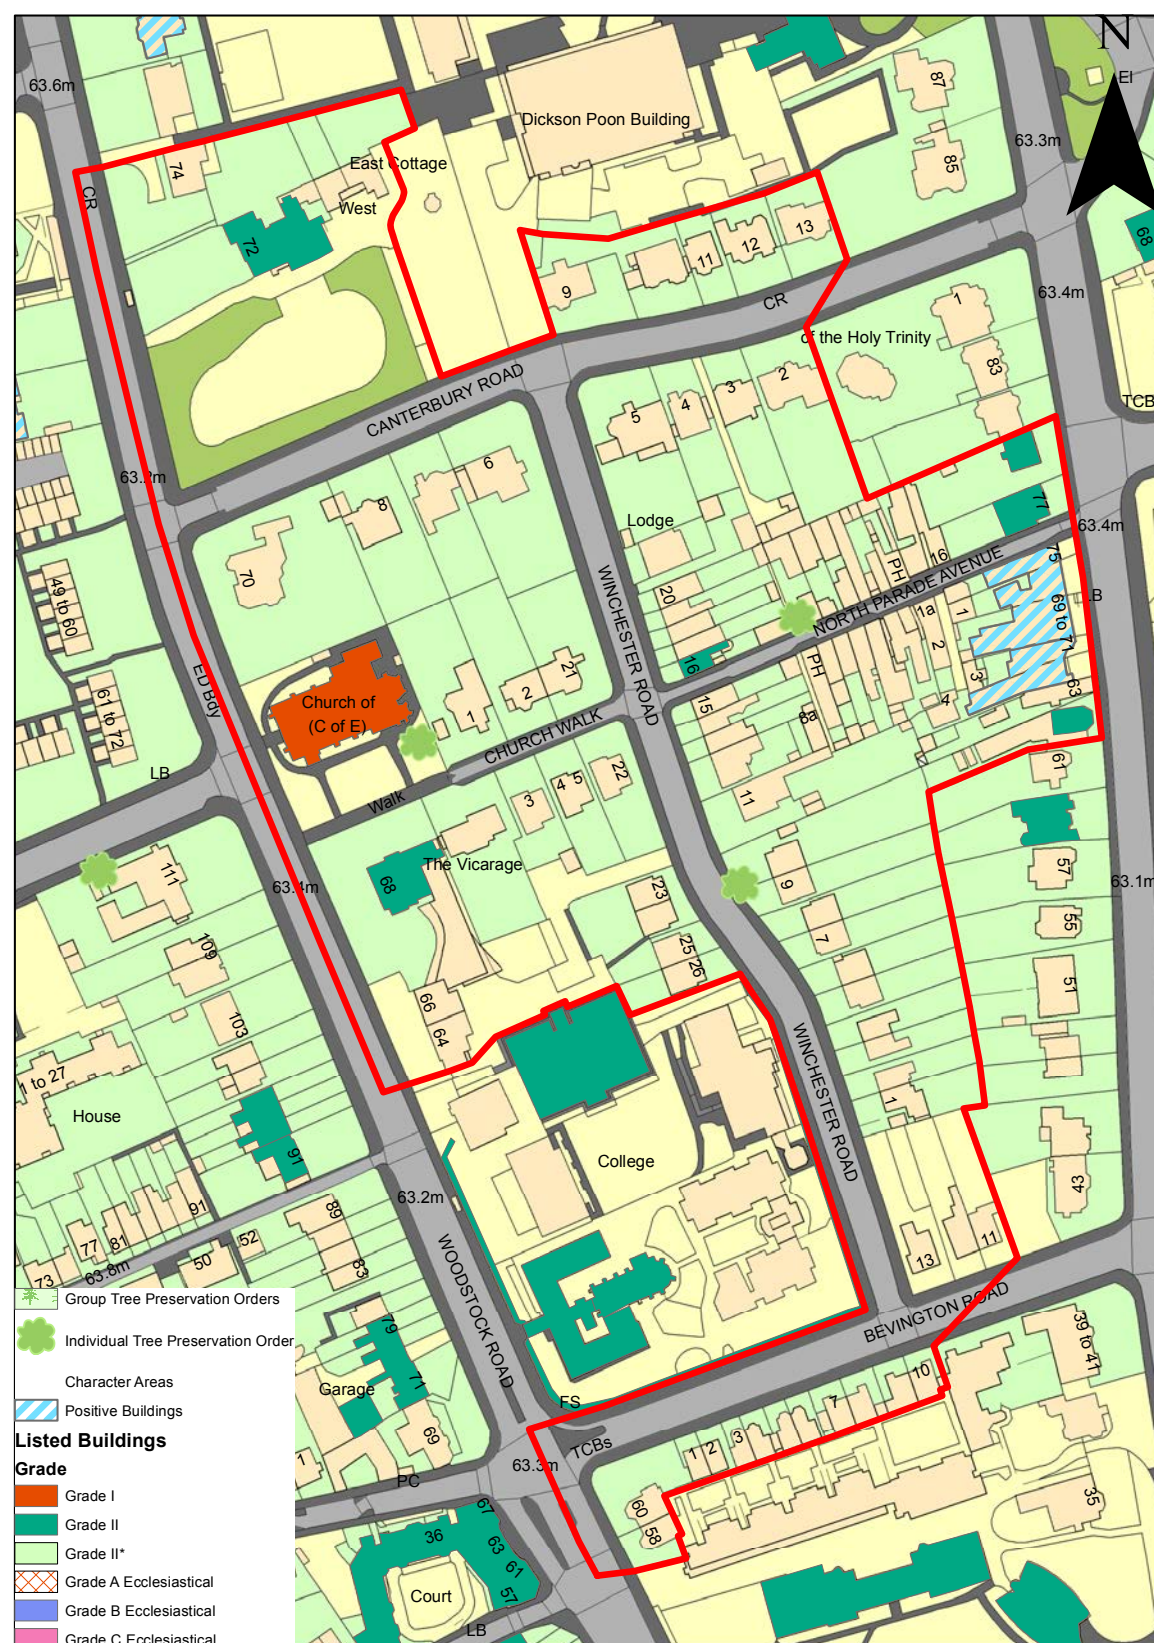 N
El
63.6m
87
Dickson Poon Building
63.3m
East Cottage
74
85
CR
West
68
72
13
12
11
9
63.4m
CR
1
of the Holy Trinity
83
CANTERBURY ROAD
TCB
5
4
3
2
6
63.2m
8
77
63.4m
Lodge
70
WINCHESTER ROAD
PH
16
NORTH PARADE AVENUE
75
49 to 60
20
1a
1
LB
69 to 71
2
16
21
PH
3
63
ED Bdy
Church of
(C of E)
2
1
15
8a
4
61 to 72
CHURCH WALK
LB
61
Walk
22
5
4
3
11
The Vicarage
57
111
68
9
63.4m
63.1m
23
55
7
109
25
26
51
66
64
103
WINCHESTER ROAD
1 to 27
1
House
College
91
43
63.2m
89
91
52
81
77
50
63.8m
73
83
WOODSTOCK ROAD
11
13
BEVINGTON ROAD
39 to 41
Group Tree Preservation Orders
Individual Tree Preservation Order
79
Garage
71
Character Areas
10
7
FS
Positive Buildings
69
TCBs
1
2
3
Listed Buildings
1
63.3m
Grade
PC
Grade I
67
60
58
35
Grade II
36
63
Grade II*
61
Grade A Ecclesiastical
57
Court
Grade B Ecclesiastical
LB
Grade C Ecclesiastical